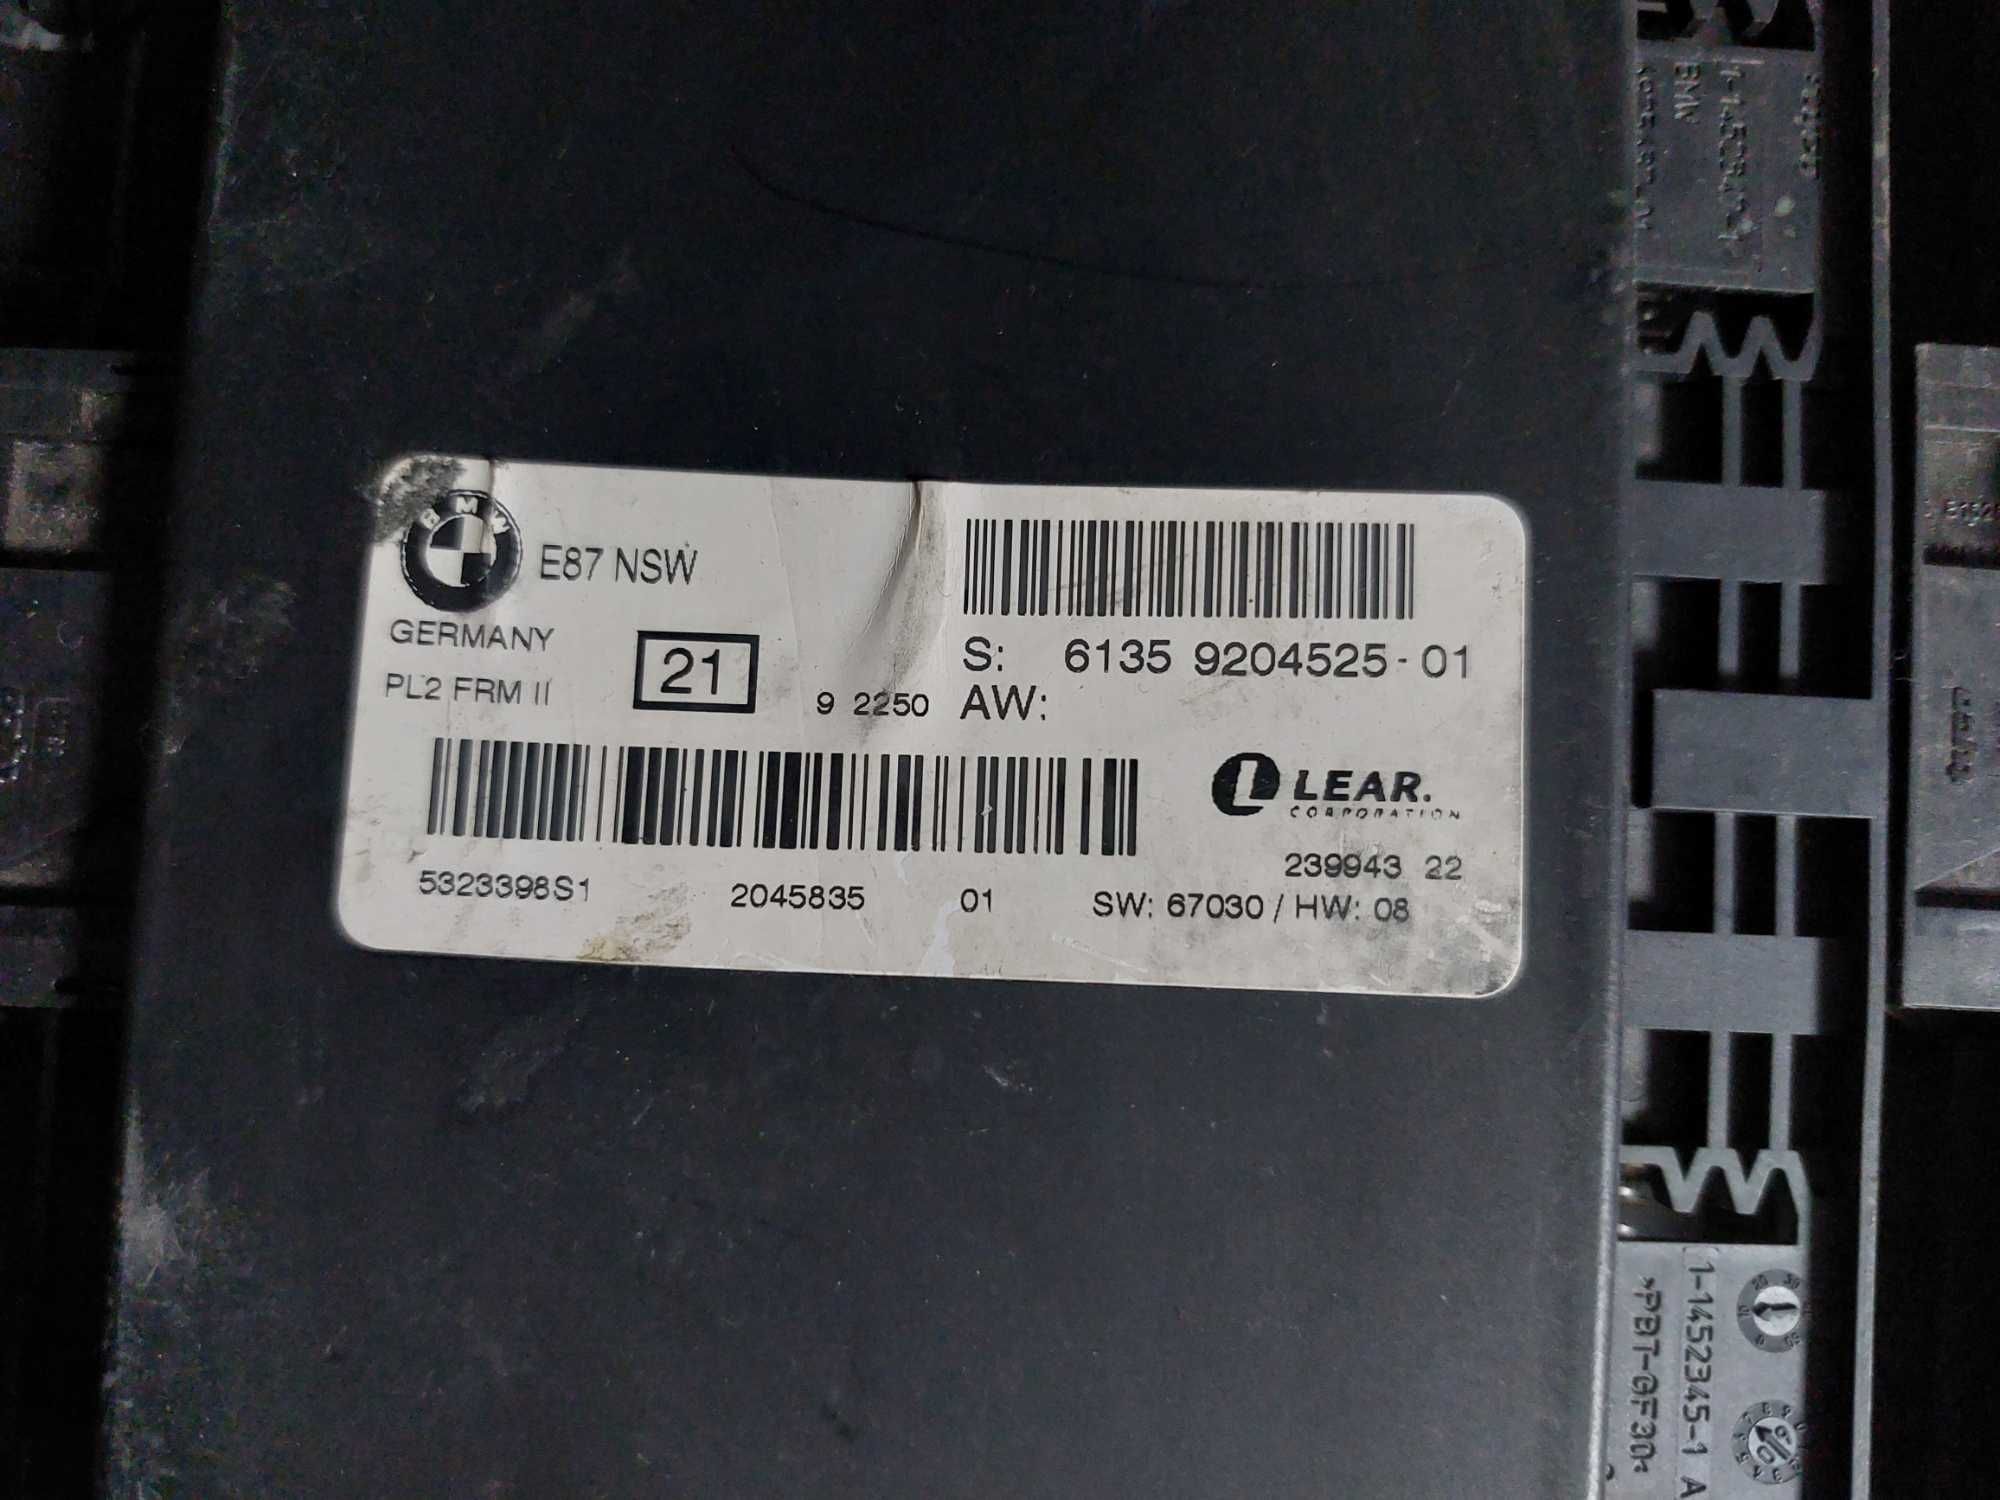 BMW
E87 NSW
GERMANY
PL2 FRM II
21
9 2250
S: 6135 9204525-01
AW:
LEAR.
CORPORATION
239943 22
5323398S1 2045835 01 SW: 67030 / HW: 08
BMW
1-1452345-1 A
>PBT-GF30<